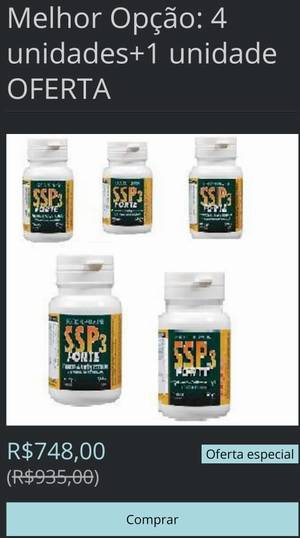 Melhor Opção: 4
unidades+1 unidade
OFERTA
SSP3
FORTE
SSP3
FORTE
SSP3
FORTE
SSP3
FORTE
SSP3
FORTE
R$748,00
Oferta especial
(R$935,00)
Comprar